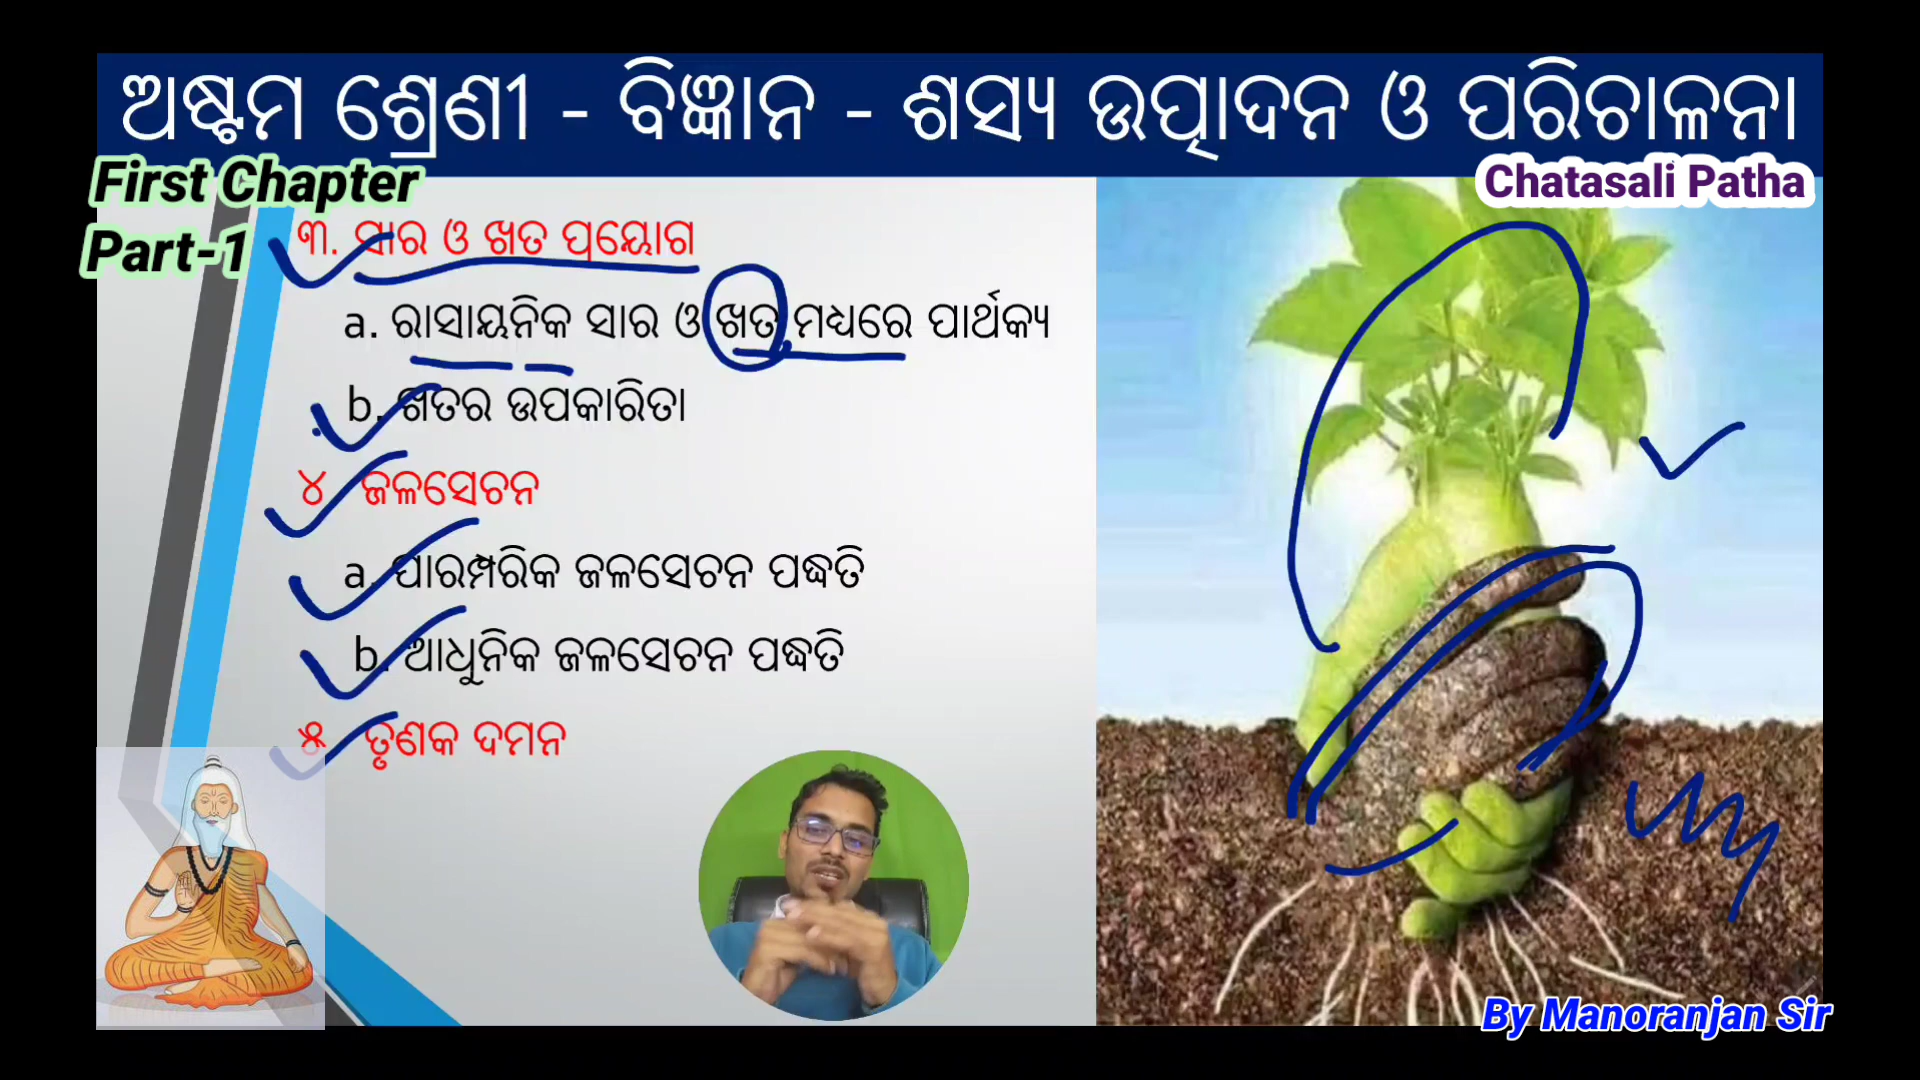 ଅଷ୍ଟମ ଶ୍ରେଣୀ - ବିଜ୍ଞାନ - ଶସ୍ୟ ଉତ୍ପାଦନ ଓ ପରିଚାଳନା
First Chapter
Part-1
Chatasali Patha
୩. ସାର ଓ ଖତ ପ୍ରୟୋଗ
a. ରାସାୟନିକ ସାର ଓ ଖତ ମଧ୍ୟରେ ପାର୍ଥକ୍ୟ
b. ଖତର ଉପକାରିତା
୪ ଜଳସେଚନ
a. ପାରମ୍ପରିକ ଜଳସେଚନ ପଦ୍ଧତି
b. ଆଧୁନିକ ଜଳସେଚନ ପଦ୍ଧତି
୫ ତୃଣକ ଦମନ
By Manoranjan Sir